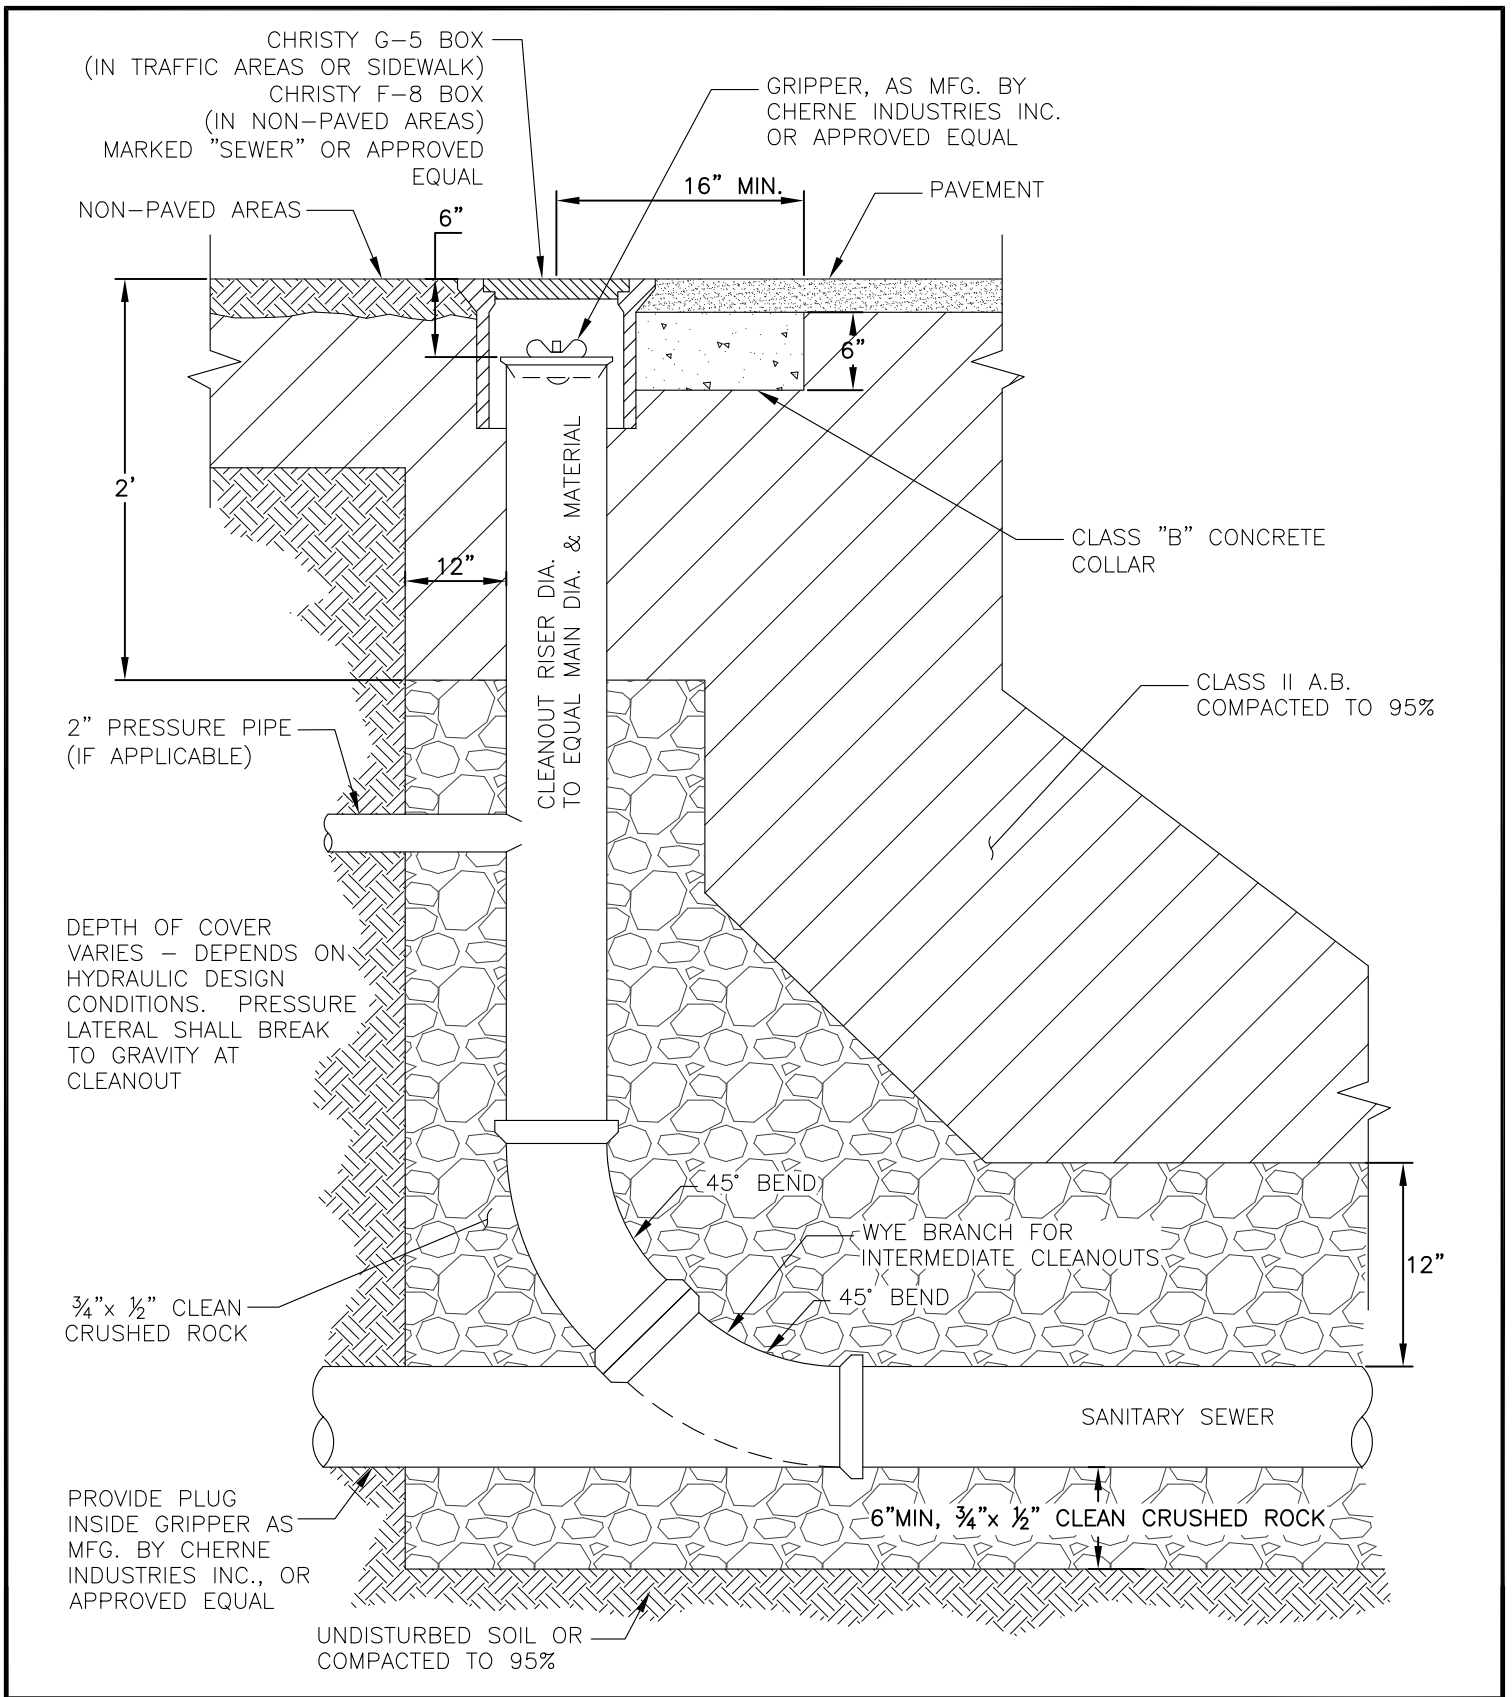 CHRISTY G-5 BOX
(IN TRAFFIC AREAS OR SIDEWALK)
CHRISTY F-8 BOX
(IN NON-PAVED AREAS)
MARKED "SEWER" OR APPROVED
EQUAL
GRIPPER, AS MFG. BY
CHERNE INDUSTRIES INC.
OR APPROVED EQUAL
16" MIN.
PAVEMENT
NON-PAVED AREAS
6"
6"
2'
CLEANOUT RISER DIA.
TO EQUAL MAIN DIA. & MATERIAL
CLASS "B" CONCRETE
COLLAR
12"
CLASS II A.B.
COMPACTED TO 95%
2" PRESSURE PIPE
(IF APPLICABLE)
DEPTH OF COVER
VARIES - DEPENDS ON
HYDRAULIC DESIGN
CONDITIONS. PRESSURE
LATERAL SHALL BREAK
TO GRAVITY AT
CLEANOUT
45° BEND
WYE BRANCH FOR
INTERMEDIATE CLEANOUTS
12"
45° BEND
¾"x ½" CLEAN
CRUSHED ROCK
SANITARY SEWER
PROVIDE PLUG
INSIDE GRIPPER AS
MFG. BY CHERNE
INDUSTRIES INC., OR
APPROVED EQUAL
6"MIN, ¾"x ½" CLEAN CRUSHED ROCK
UNDISTURBED SOIL OR
COMPACTED TO 95%